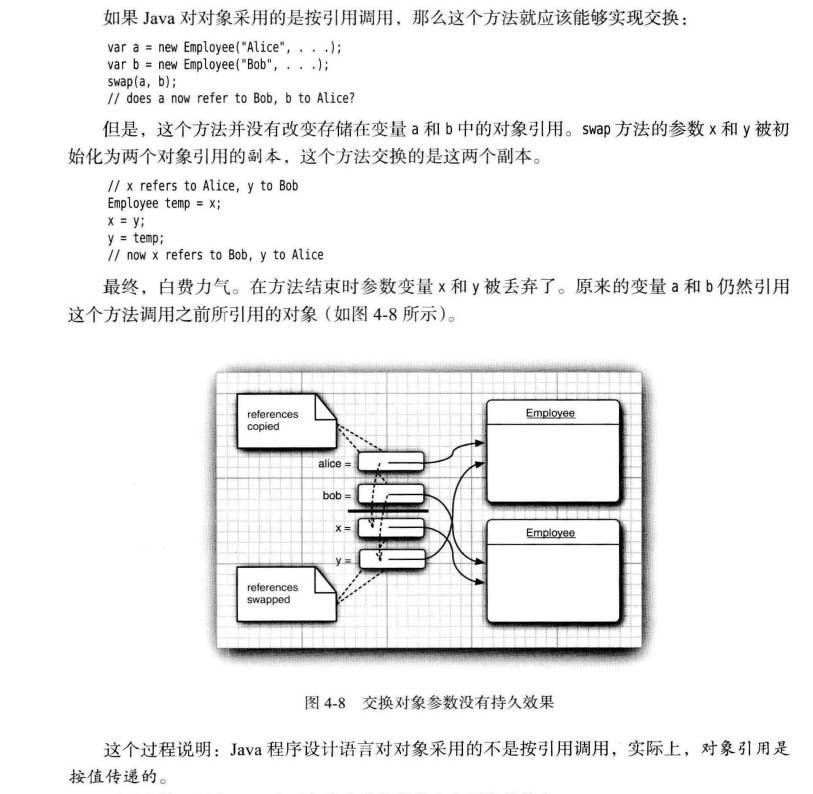 如果 Java 对对象采用的是按引用调用，那么这个方法就应该能够实现交换：
var a = new Employee("Alice", . . .);
var b = new Employee("Bob", . . .);
swap(a, b);
// does a now refer to Bob, b to Alice?
但是，这个方法并没有改变存储在变量 a 和 b 中的对象引用。swap 方法的参数 x 和 y 被初
始化为两个对象引用的副本，这个方法交换的是这两个副本。
// x refers to Alice, y to Bob
Employee temp = x;
x = y;
y = temp;
// now x refers to Bob, y to Alice
最终，白费力气。在方法结束时参数变量 x 和 y 被丢弃了。原来的变量 a 和 b 仍然引用
这个方法调用之前所引用的对象（如图 4-8 所示）。
references
copied
Employee
alice =
bob =
x =
y =
Employee
references
swapped
图 4-8 交换对象参数没有持久效果
这个过程说明：Java 程序设计语言对对象采用的不是按引用调用，实际上，对象引用是
按值传递的。